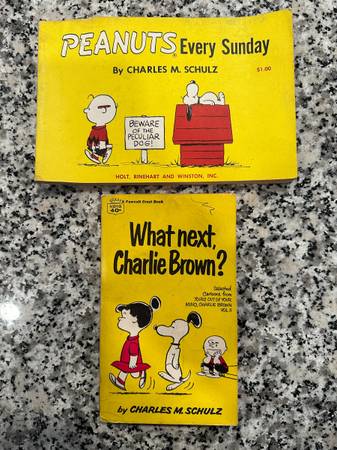 PEANUTS Every Sunday
By CHARLES M. SCHULZ
$1.00
BEWARE
OF THE
PECULIAR
DOG!
HOLT, RINEHART AND WINSTON, INC.
A Fawcett Crest Book
60¢
What next,
Charlie Brown?
Selected
Cartoons from
YOU'RE OUT OF YOUR
MIND, CHARLIE BROWN
VOL II
by CHARLES M. SCHULZ